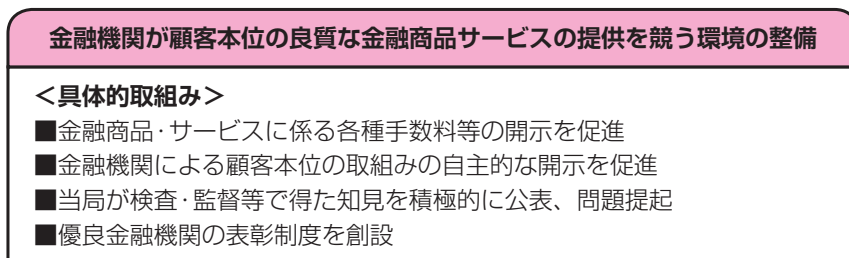 金融機関が顧客本位の良質な金融商品サービスの提供を競う環境の整備
＜具体的取組み＞
■金融商品・サービスに係る各種手数料等の開示を促進
■金融機関による顧客本位の取組みの自主的な開示を促進
■当局が検査・監督等で得た知見を積極的に公表、問題提起
■優良金融機関の表彰制度を創設